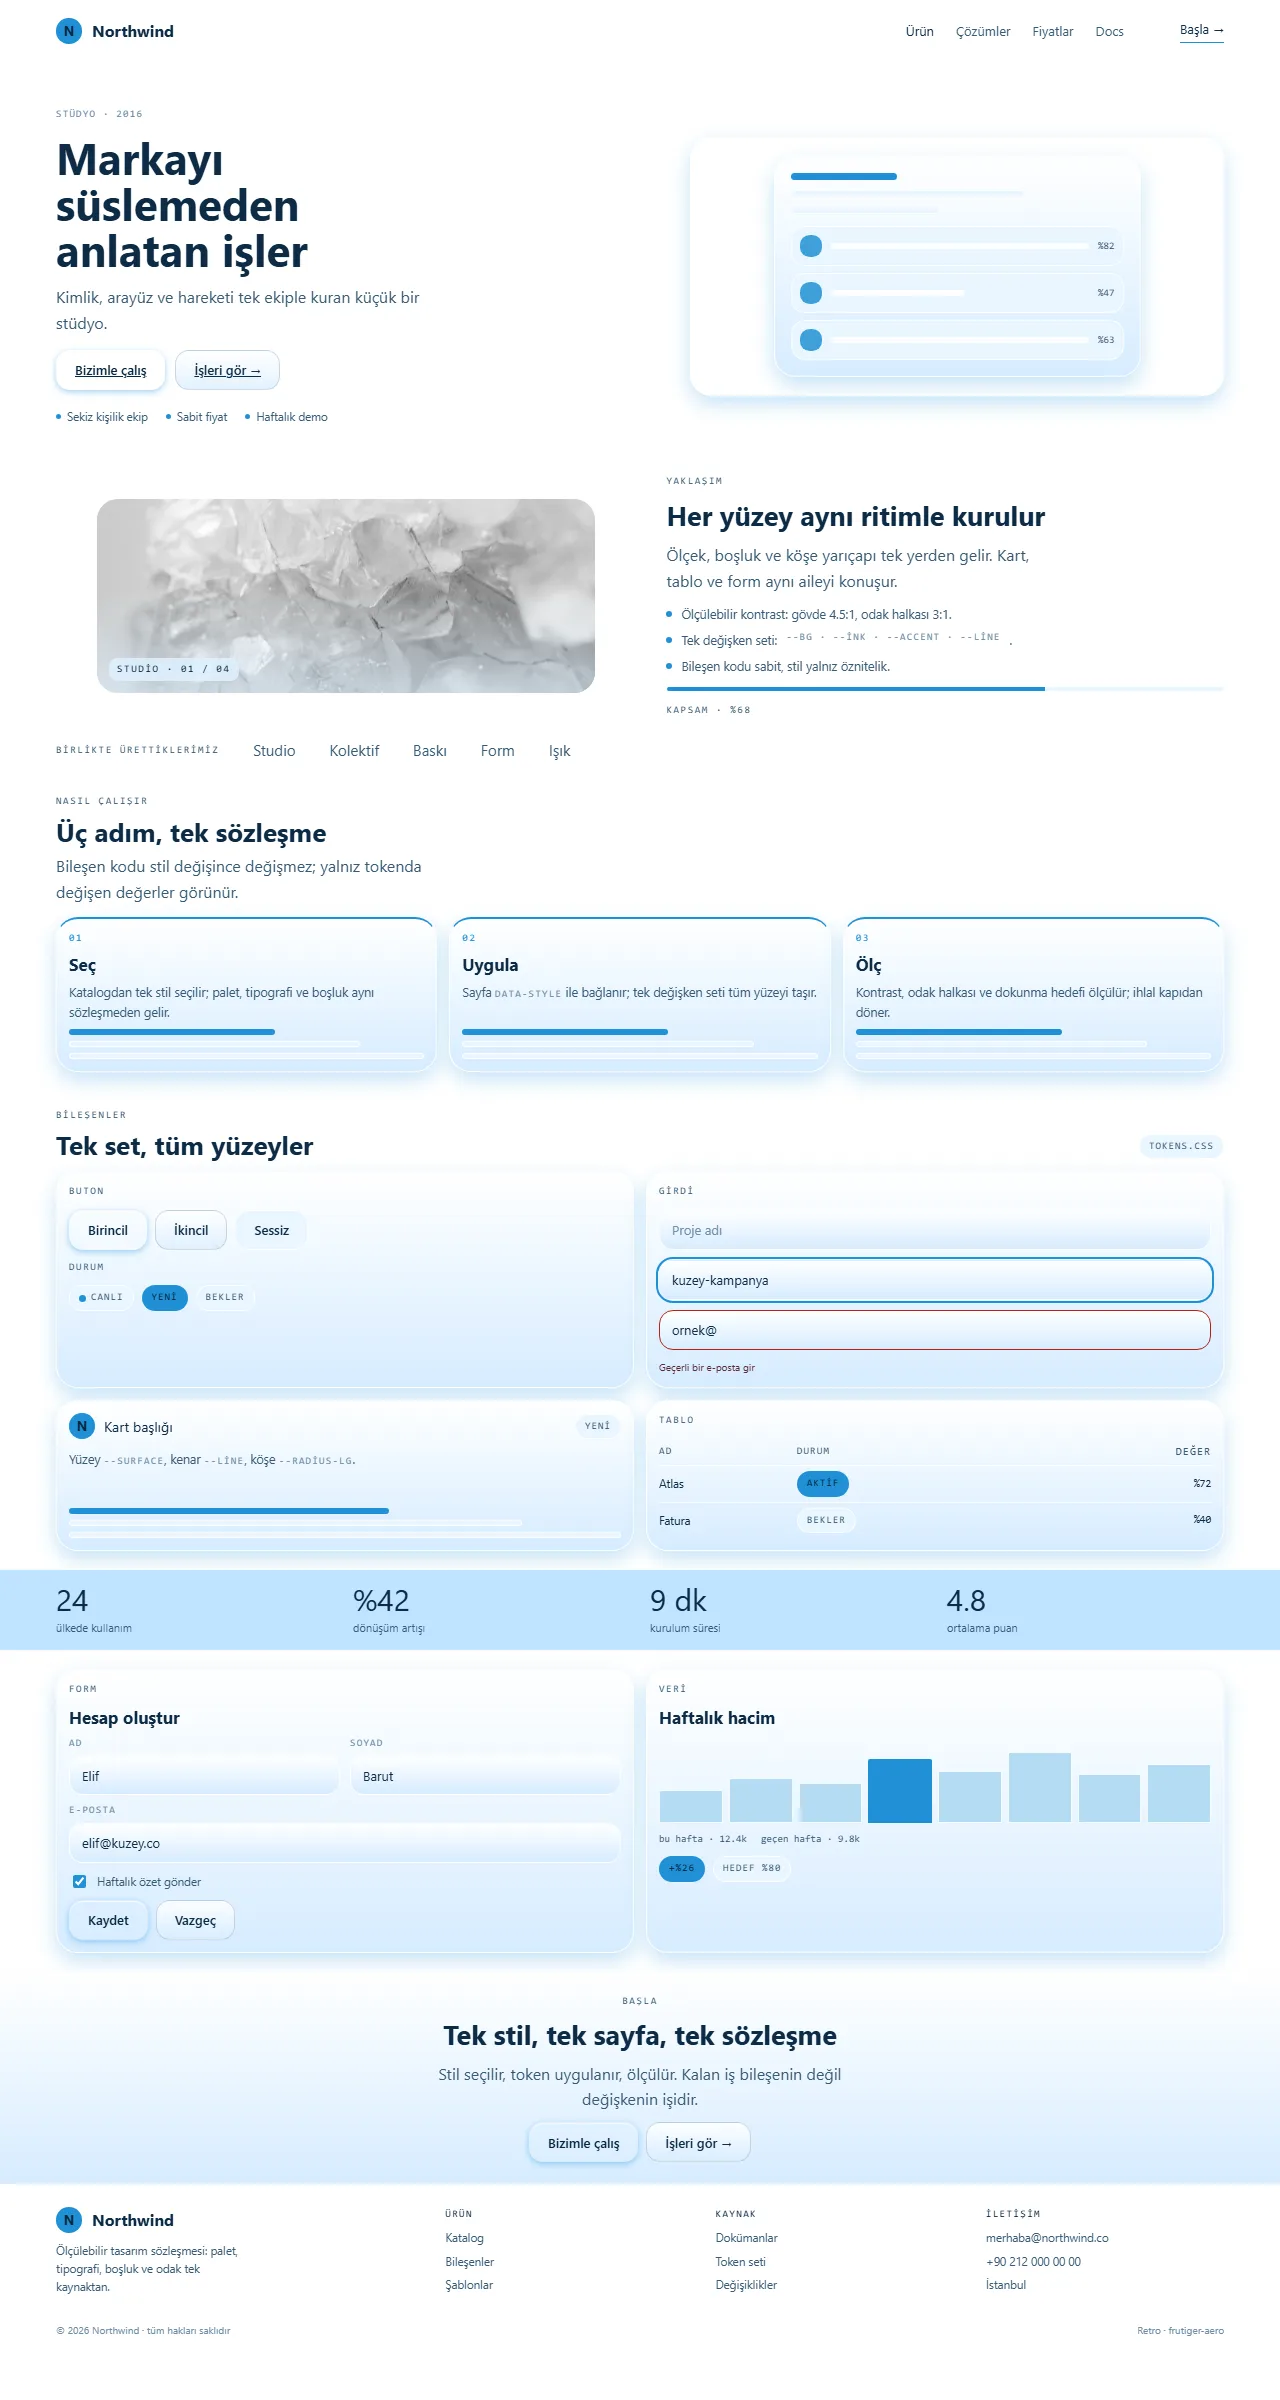 N Northwind
Ürün Çözümler Fiyatlar Docs Başla →
STÜDYO · 2016
Markayı
süslemeden
anlatan işler
Kimlik, arayüz ve hareketi tek ekiple kuran küçük bir
stüdyo.
Bizimle çalış İşleri gör →
Sekiz kişilik ekip Sabit fiyat Haftalık demo
%82
%47
%63
STUDİO · 01 / 04
YAKLAŞIM
Her yüzey aynı ritimle kurulur
Ölçek, boşluk ve köşe yarıçapı tek yerden gelir. Kart,
tablo ve form aynı aileyi konuşur.
Ölçülebilir kontrast: gövde 4.5:1, odak halkası 3:1.
Tek değişken seti: --BG · --İNK · --ACCENT · --LİNE .
Bileşen kodu sabit, stil yalnız öznitelik.
KAPSAM · %68
BİRLİKTE ÜRETTİKLERİMİZ Studio Kolektif Baskı Form Işık
NASIL ÇALIŞIR
Üç adım, tek sözleşme
Bileşen kodu stil değişince değişmez; yalnız tokenda
değişen değerler görünür.
01
Seç
Katalogdan tek stil seçilir; palet, tipografi ve boşluk aynı
sözleşmeden gelir.
02
Uygula
Sayfa DATA-STYLE ile bağlanır; tek değişken seti tüm yüzeyi taşır.
03
Ölç
Kontrast, odak halkası ve dokunma hedefi ölçülür; ihlal kapıdan
döner.
BİLEŞENLER
Tek set, tüm yüzeyler
TOKENS.CSS
BUTON
Birincil İkincil Sessiz
DURUM
CANLI YENİ BEKLER
GİRDİ
Proje adı
kuzey-kampanya
ornek@
Geçerli bir e-posta gir
N Kart başlığı YENİ
Yüzey --SURFACE, kenar --LİNE, köşe --RADİUS-LG.
TABLO
AD DURUM DEĞER
Atlas AKTİF %72
Fatura BEKLER %40
24 %42 9 dk 4.8
ülkede kullanım dönüşüm artışı kurulum süresi ortalama puan
FORM
Hesap oluştur
AD SOYAD
Elif Barut
E-POSTA
elif@kuzey.co
Haftalık özet gönder
Kaydet Vazgeç
VERİ
Haftalık hacim
bu hafta · 12.4k geçen hafta · 9.8k
+%26 HEDEF %80
BAŞLA
Tek stil, tek sayfa, tek sözleşme
Stil seçilir, token uygulanır, ölçülür. Kalan iş bileşenin değil
değişkenin işidir.
Bizimle çalış İşleri gör →
N Northwind
Ölçülebilir tasarım sözleşmesi: palet,
tipografi, boşluk ve odak tek
kaynaktan.
ÜRÜN
Katalog
Bileşenler
Şablonlar
KAYNAK
Dokümanlar
Token seti
Değişiklikler
İLETİŞİM
merhaba@northwind.co
+90 212 000 00 00
İstanbul
© 2026 Northwind · tüm hakları saklıdır
Retro · frutiger-aero